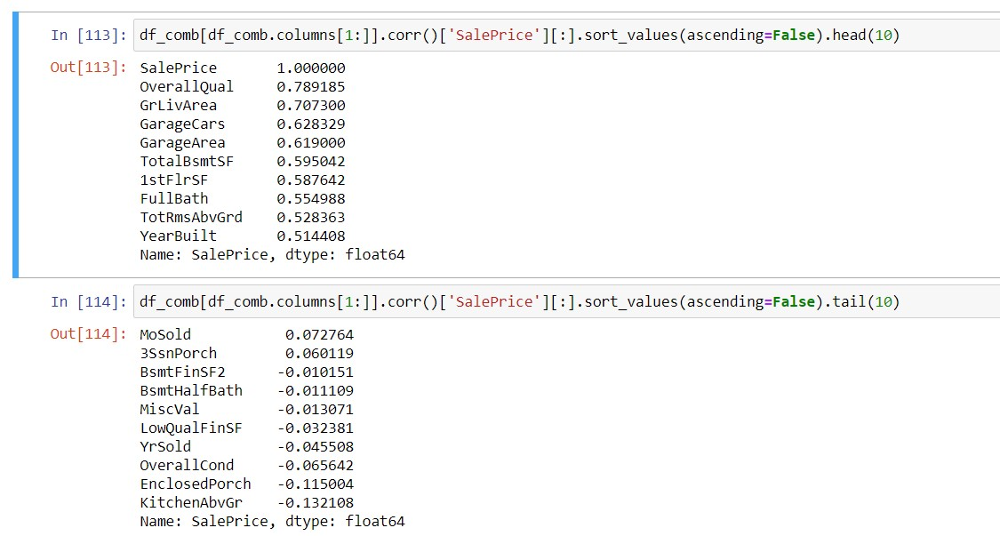 In [113]: df_comb[df_comb.columns[1:]].corr()['SalePrice'][:].sort_values(ascending=False).head(10)
Out[113]: SalePrice 1.000000
OverallQual 0.789185
GrLivArea 0.707300
GarageCars 0.628329
GarageArea 0.619000
TotalBsmtSF 0.595042
1stFlrSF 0.587642
FullBath 0.554988
TotRmsAbvGrd 0.528363
YearBuilt 0.514408
Name: SalePrice, dtype: float64
In [114]: df_comb[df_comb.columns[1:]].corr()['SalePrice'][:].sort_values(ascending=False).tail(10)
Out[114]: MoSold 0.072764
3SsnPorch 0.060119
BsmtFinSF2 -0.010151
BsmtHalfBath -0.011109
MiscVal -0.013071
LowQualFinSF -0.032381
YrSold -0.045508
OverallCond -0.065642
EnclosedPorch -0.115004
KitchenAbvGr -0.132108
Name: SalePrice, dtype: float64